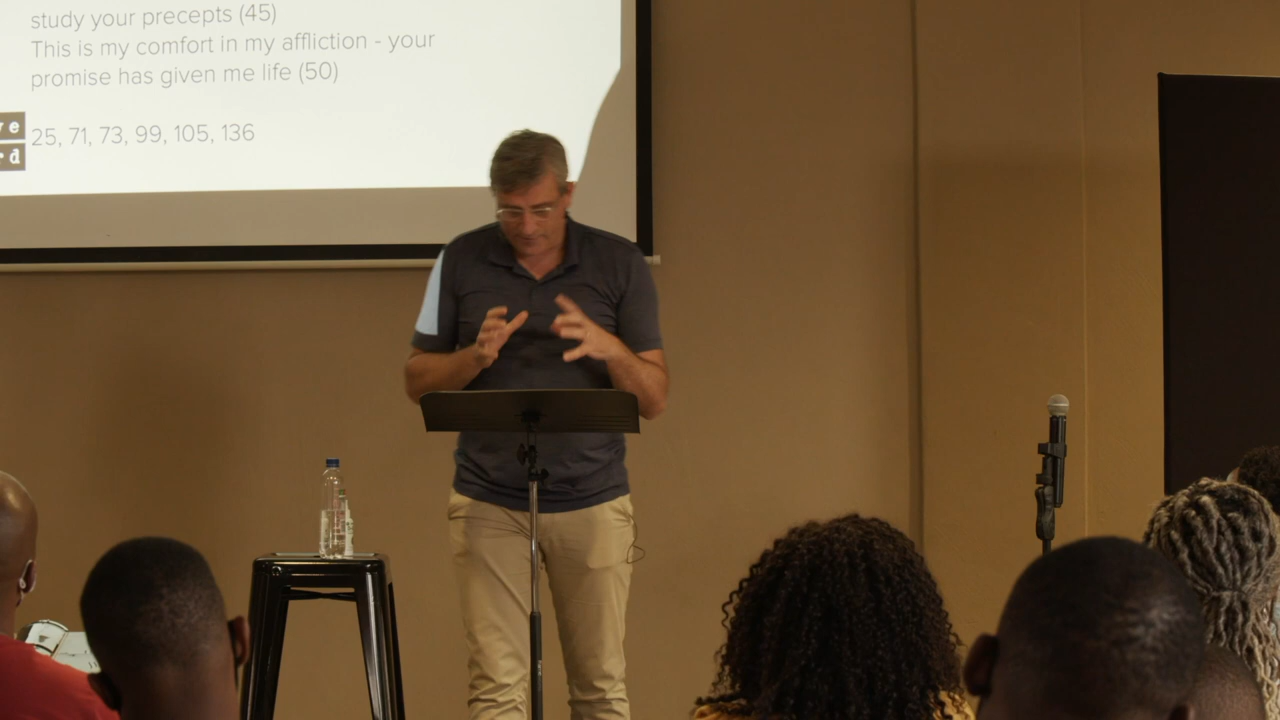 study your precepts (45)
This is my comfort in my affliction - your
promise has given me life (50)
25, 71, 73, 99, 105, 136